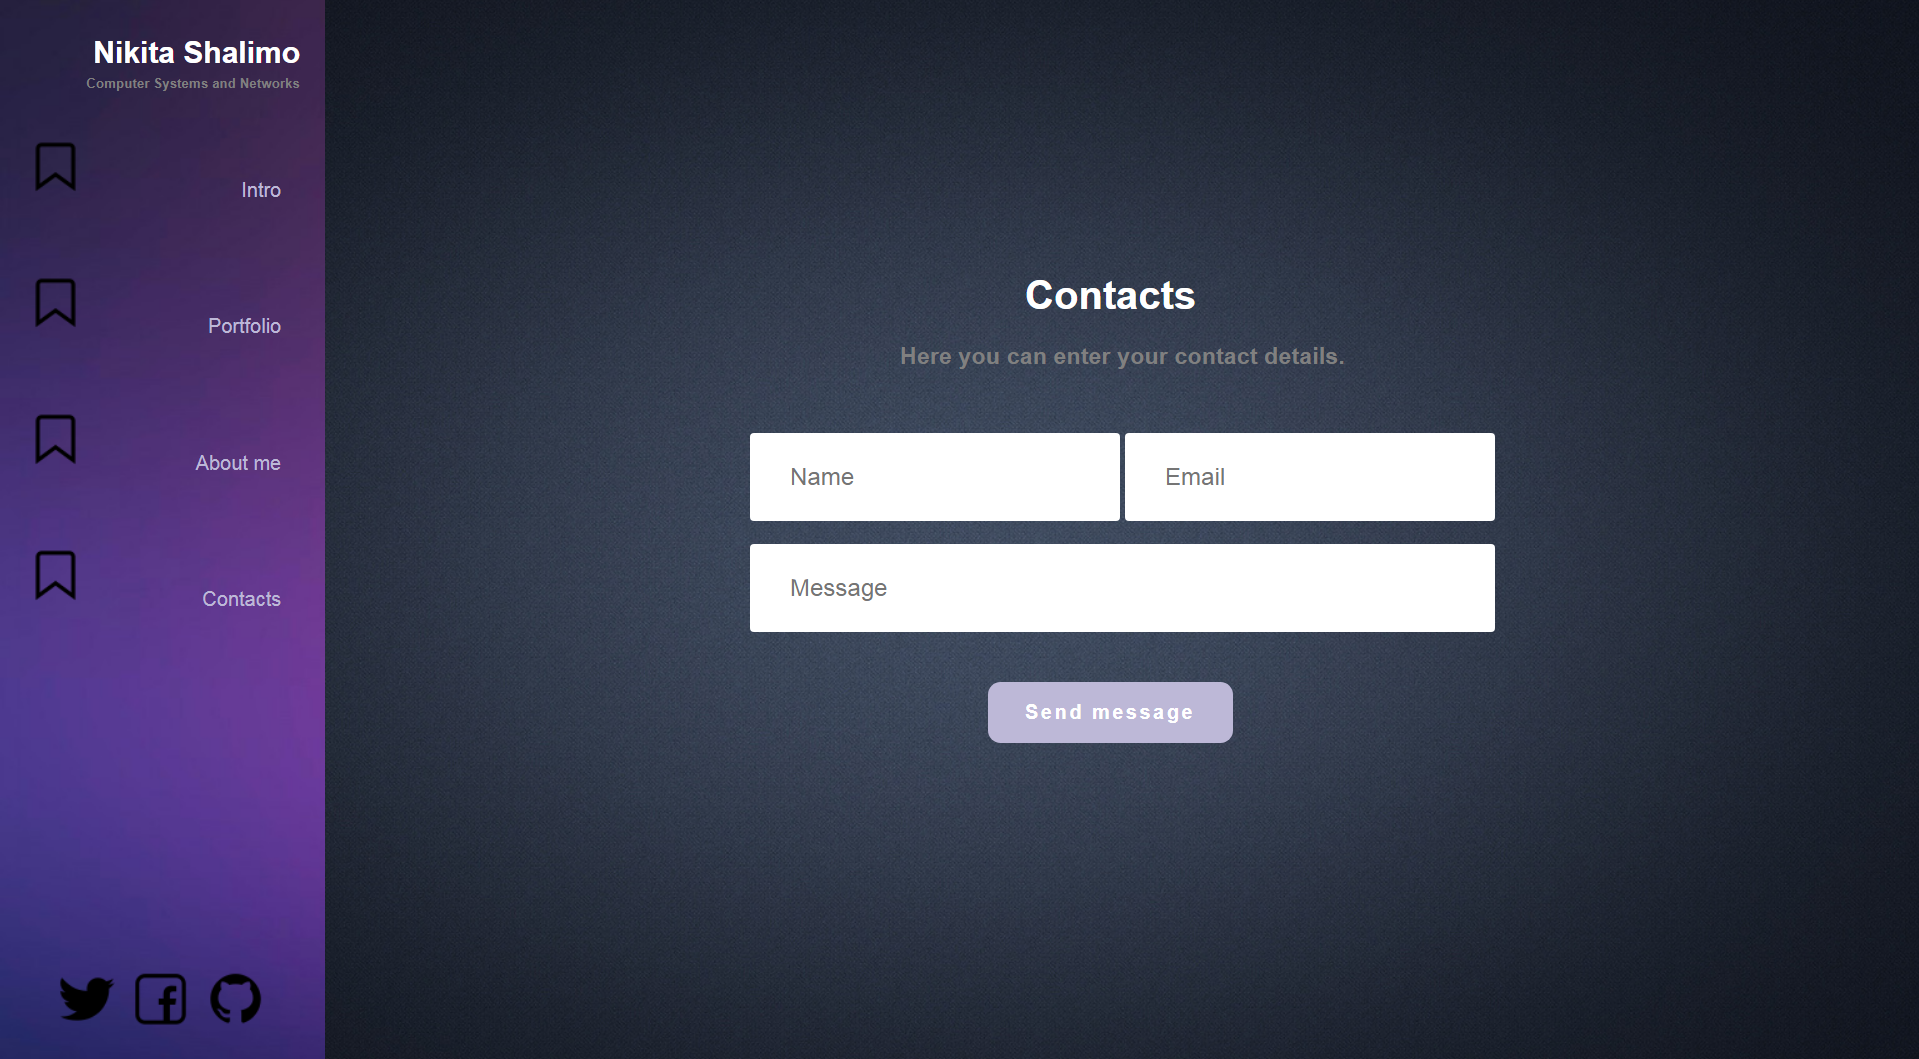 Nikita Shalimo
Computer Systems and Networks
Intro
Portfolio
About me
Contacts
Contacts
Here you can enter your contact details.
Name
Email
Message
Send message